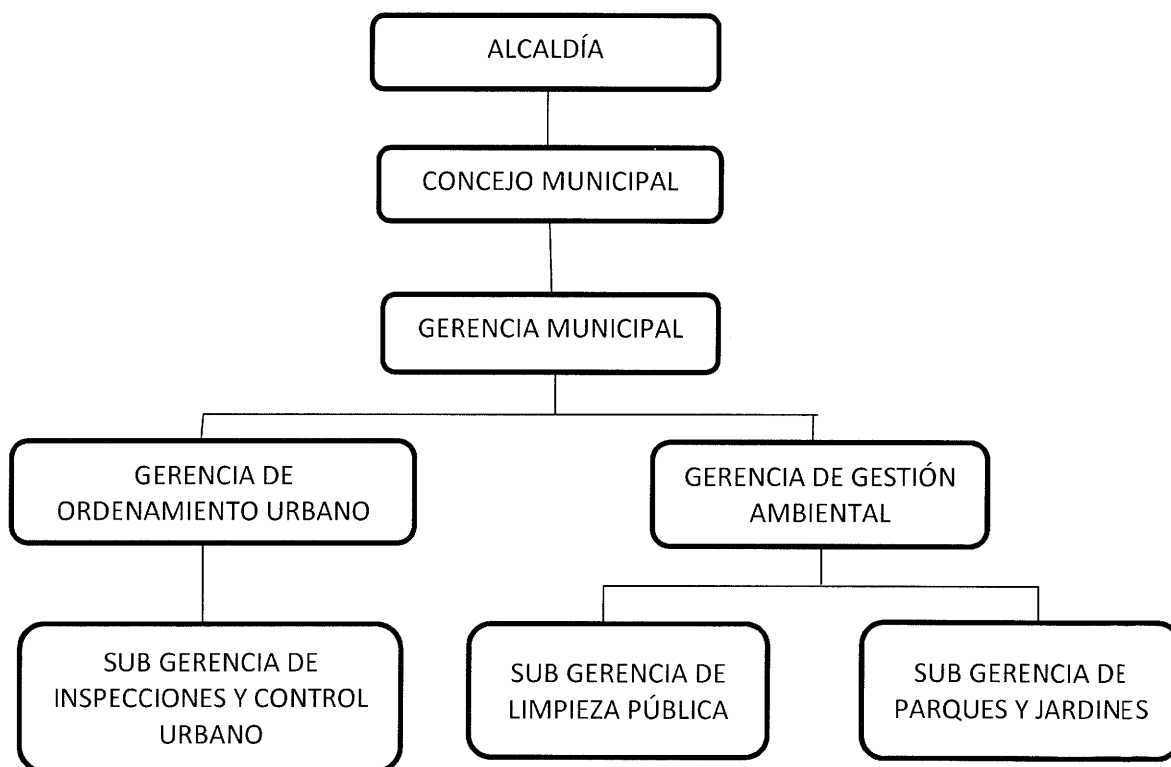 ALCALDÍA
CONCEJO MUNICIPAL
GERENCIA MUNICIPAL
GERENCIA DE
ORDENAMIENTO URBANO
GERENCIA DE GESTIÓN
AMBIENTAL
SUB GERENCIA DE
INSPECCIONES Y CONTROL
URBANO
SUB GERENCIA DE
LIMPIEZA PÚBLICA
SUB GERENCIA DE
PARQUES Y JARDINES